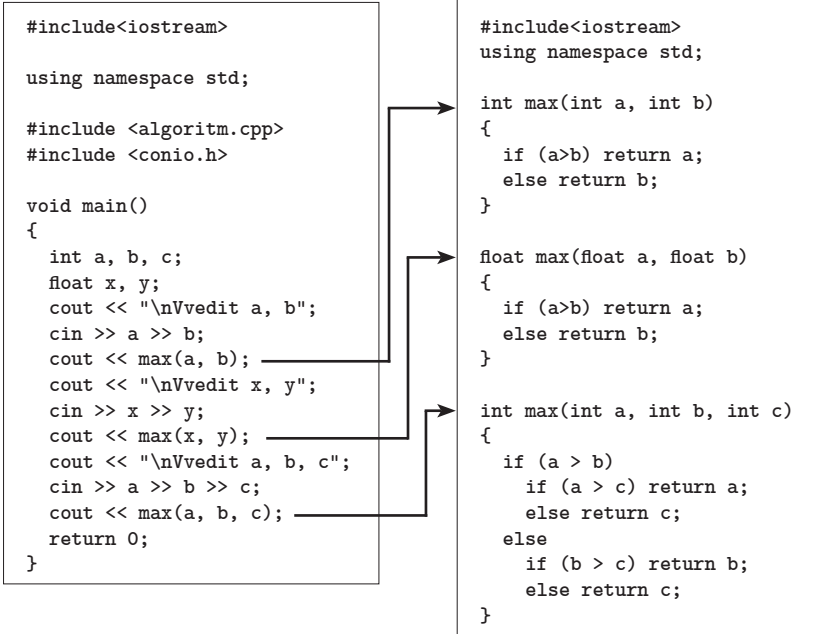 #include<iostream>
using namespace std;
#include <algoritm.cpp>
#include <conio.h>
void main()
{
int a, b, c;
float x, y;
cout << "\nVvedit a, b";
cin >> a >> b;
cout << max(a, b);
cout << "\nVvedit x, y";
cin >> x >> y;
cout << max(x, y);
cout << "\nVvedit a, b, c";
cin >> a >> b >> c;
cout << max(a, b, c);
return 0;
}
#include<iostream>
using namespace std;
int max(int a, int b)
{
if (a>b) return a;
else return b;
}
float max(float a, float b)
{
if (a>b) return a;
else return b;
}
int max(int a, int b, int c)
{
if (a > b)
if (a > c) return a;
else return c;
else
if (b > c) return b;
else return c;
}